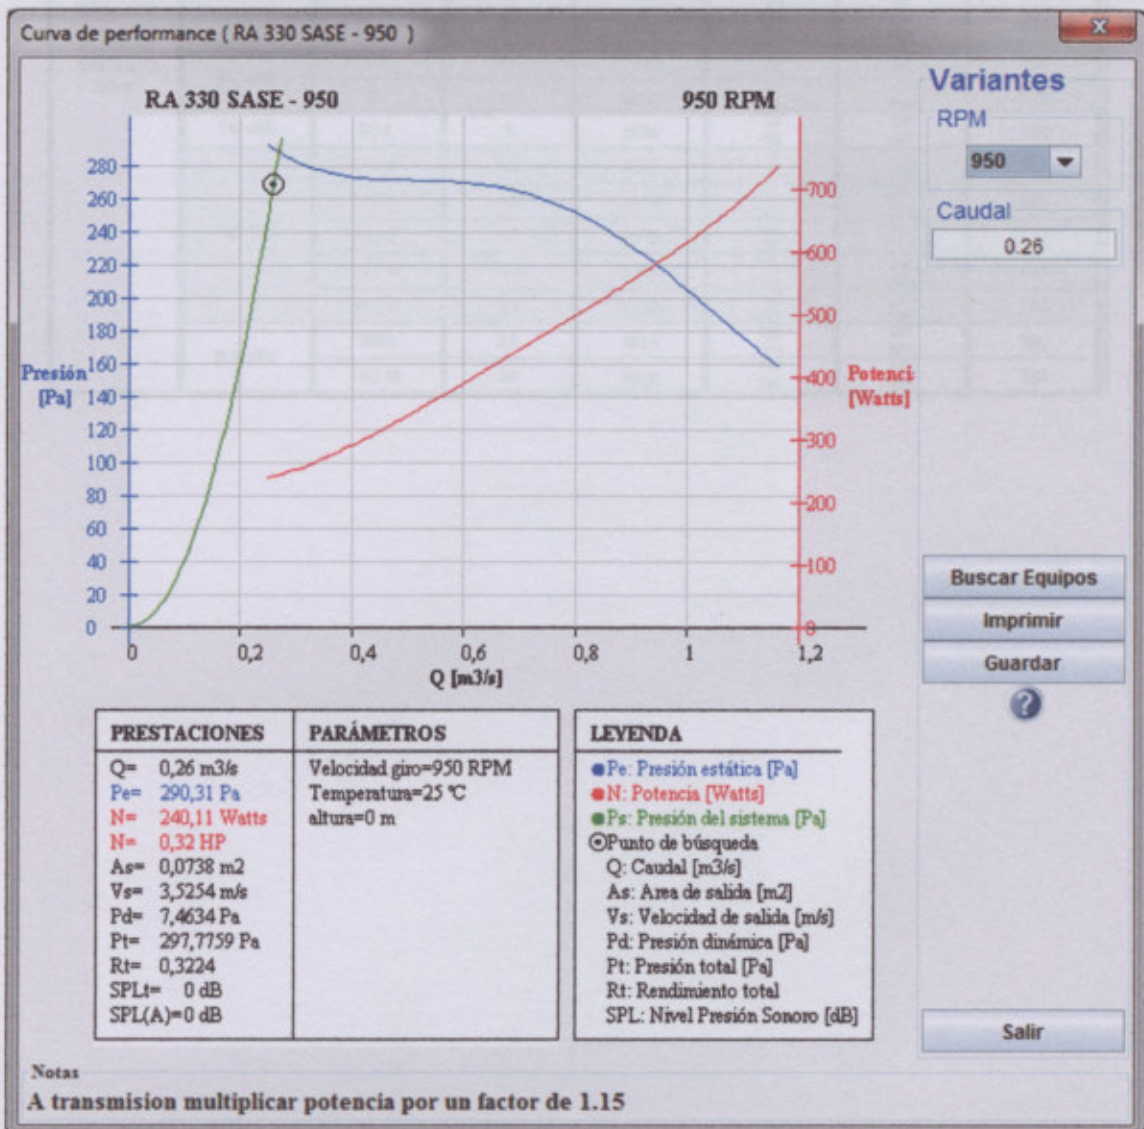 Curva de performance ( RA 330 SASE - 950 )
X
RA 330 SASE - 950
950 RPM
280
260
240
220
200
180
160
140
120
100
80
60
40
20
0
Presión
[Pa]
700
600
500
400
300
200
100
0
Potenci
[Watts]
0 0,2 0,4 0,6 0,8 1 1,2
Q [m3/s]
Variantes
RPM
950
Caudal
0.26
Buscar Equipos
Imprimir
Guardar
?
Salir
PRESTACIONES
Q= 0,26 m3/s
Pe= 290,31 Pa
N= 240,11 Watts
N= 0,32 HP
As= 0,0738 m2
Vs= 3,5254 m/s
Pd= 7,4634 Pa
Pt= 297,7759 Pa
Rt= 0,3224
SPLt= 0 dB
SPL(A)=0 dB
PARÁMETROS
Velocidad giro=950 RPM
Temperatura=25 ºC
altura=0 m
LEYENDA
Pe: Presión estática [Pa]
N: Potencia [Watts]
Ps: Presión del sistema [Pa]
Punto de búsqueda
Q: Caudal [m3/s]
As: Area de salida [m2]
Vs: Velocidad de salida [m/s]
Pd: Presión dinámica [Pa]
Pt: Presión total [Pa]
Rt: Rendimiento total
SPL: Nivel Presión Sonoro [dB]
Notas
A transmision multiplicar potencia por un factor de 1.15